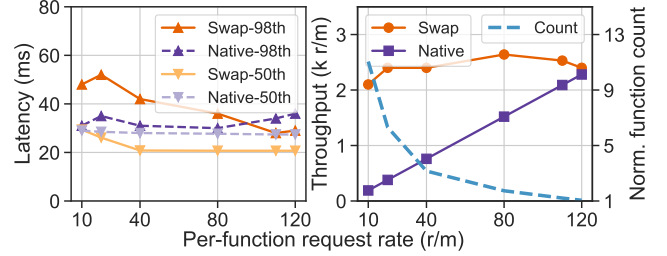 Latency (ms)
80
60
40
20
0
Swap-98th
Native-98th
Swap-50th
Native-50th
10
40
80
120
Throughput (k r/m)
3
2
1
0
Swap
Native
Count
13
9
5
1
Norm. function count
10
40
80
120
Per-function request rate (r/m)